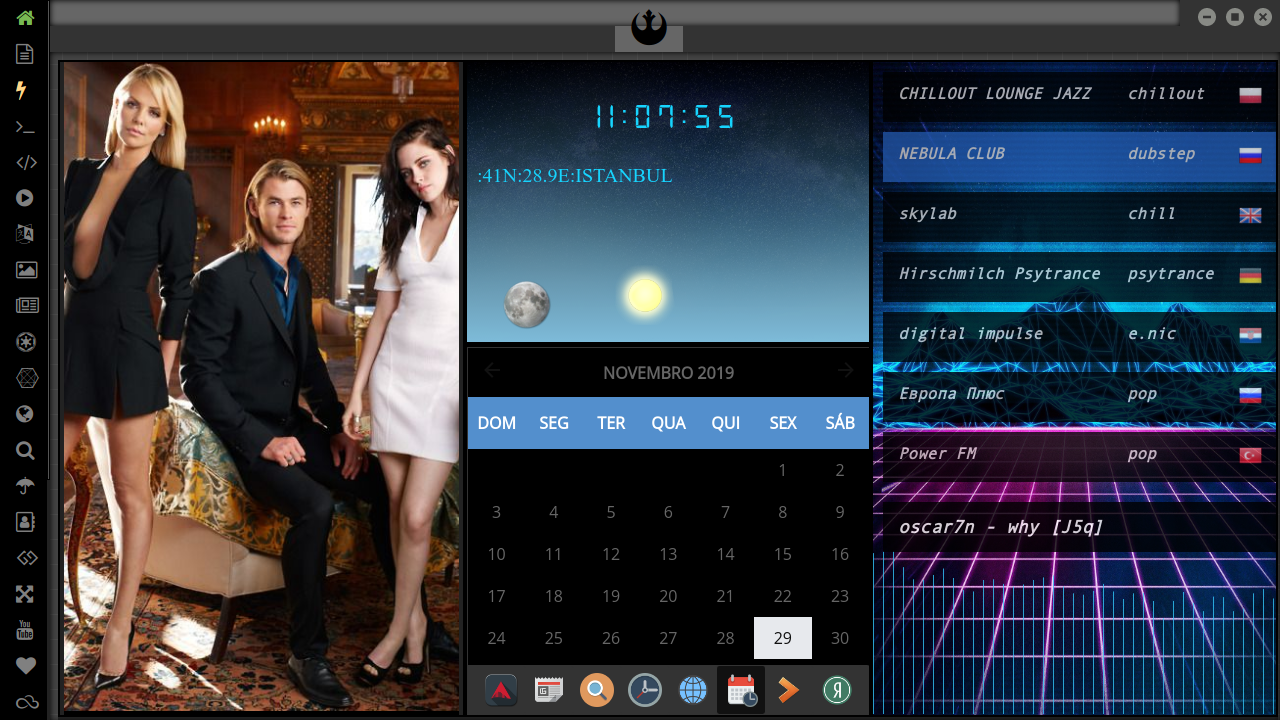 11:07:55
:41N:28.9E:ISTANBUL
NOVEMBRO 2019
DOM SEG TER QUA QUI SEX SÁB
1 2
3 4 5 6 7 8 9
10 11 12 13 14 15 16
17 18 19 20 21 22 23
24 25 26 27 28 29 30
CHILLOUT LOUNGE JAZZ chillout
NEBULA CLUB dubstep
skylab chill
Hirschmilch Psytrance psytrance
digital impulse e.nic
Европа Плюс pop
Power FM pop
oscar7n - why [J5q]
You
Tube
Я